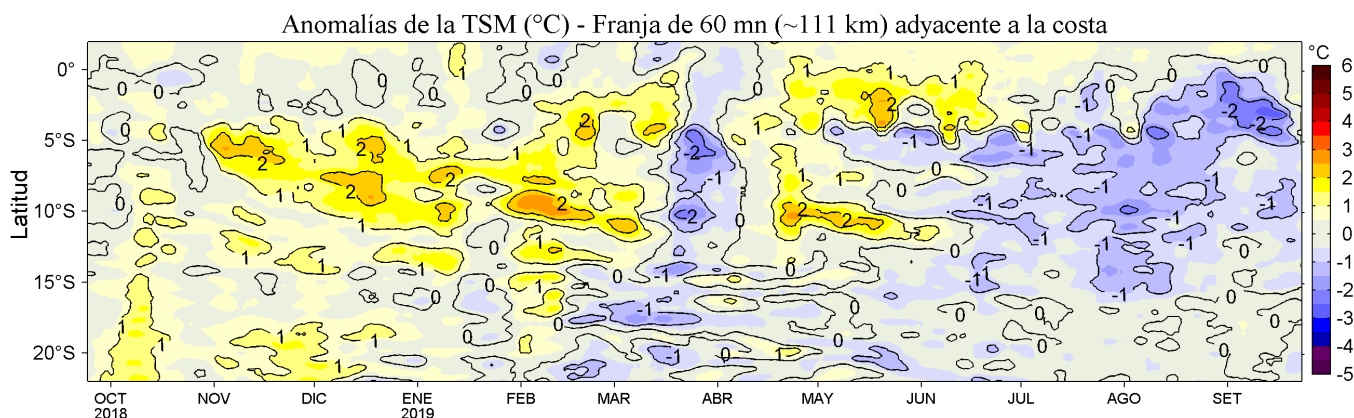 Anomalías de la TSM (°C) - Franja de 60 mn (~111 km) adyacente a la costa
°C
Latitud
0°
5°S
10°S
15°S
20°S
OCT NOV DIC ENE FEB MAR ABR MAY JUN JUL AGO SET
2018 2019
6
5
4
3
2
1
0
-1
-2
-3
-4
-5